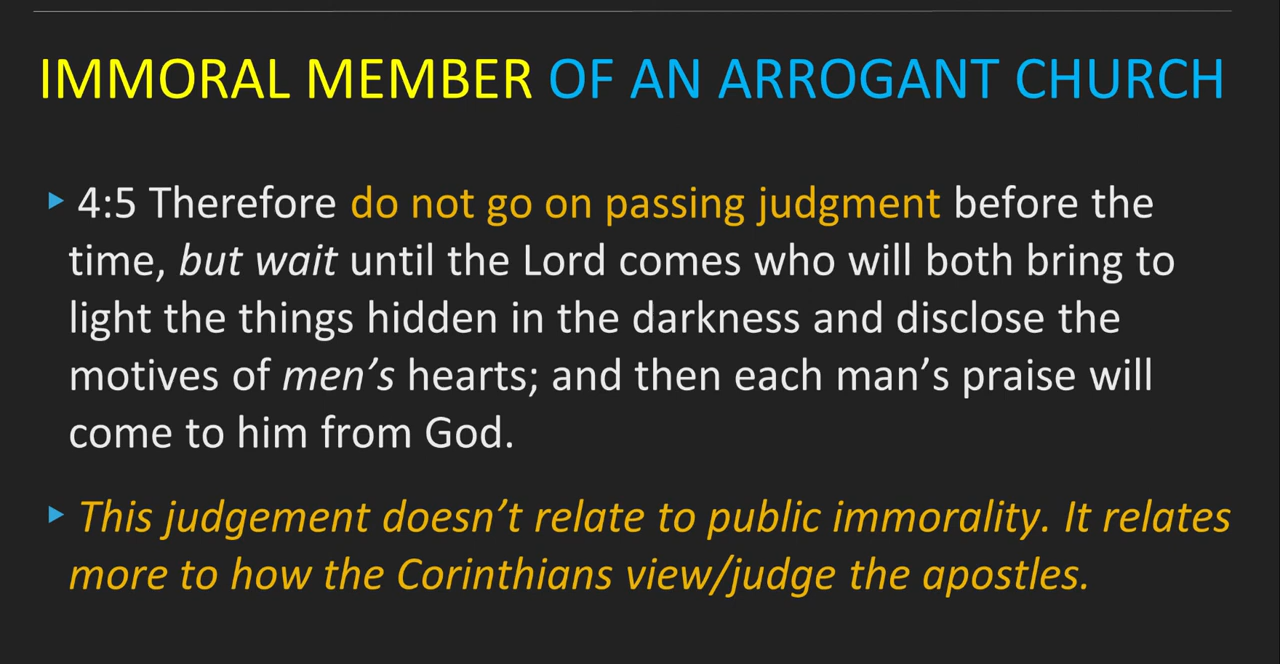 IMMORAL MEMBER OF AN ARROGANT CHURCH
4:5 Therefore do not go on passing judgment before the
time, but wait until the Lord comes who will both bring to
light the things hidden in the darkness and disclose the
motives of men’s hearts; and then each man’s praise will
come to him from God.
This judgement doesn’t relate to public immorality. It relates
more to how the Corinthians view/judge the apostles.